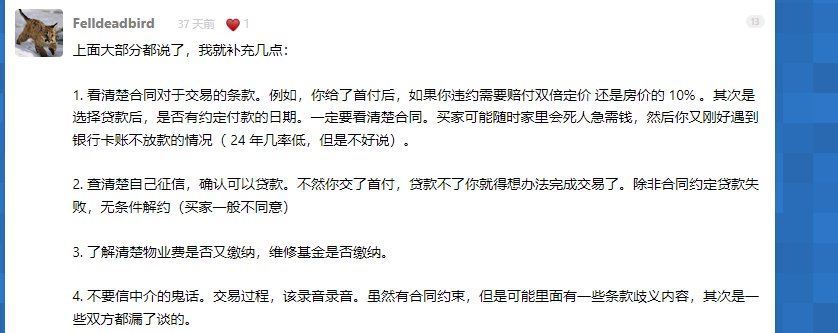 Felldeadbird 37 天前 1 13
上面大部分都说了，我就补充几点：
1. 看清楚合同对于交易的条款。例如，你给了首付后，如果你违约需要赔付双倍定价 还是房价的 10% 。其次是
选择贷款后，是否有约定付款的日期。一定要看清楚合同。买家可能随时家里会死人急需钱，然后你又刚好遇到
银行卡账不放款的情况（ 24 年几率低，但是不好说）。
2. 查清楚自己征信，确认可以贷款。不然你交了首付，贷款不了你就得想办法完成交易了。除非合同约定贷款失
败，无条件解约（买家一般不同意）
3. 了解清楚物业费是否又缴纳，维修基金是否缴纳。
4. 不要信中介的鬼话。交易过程，该录音录音。虽然有合同约束，但是可能里面有一些条款歧义内容，其次是一
些双方都漏了谈的。